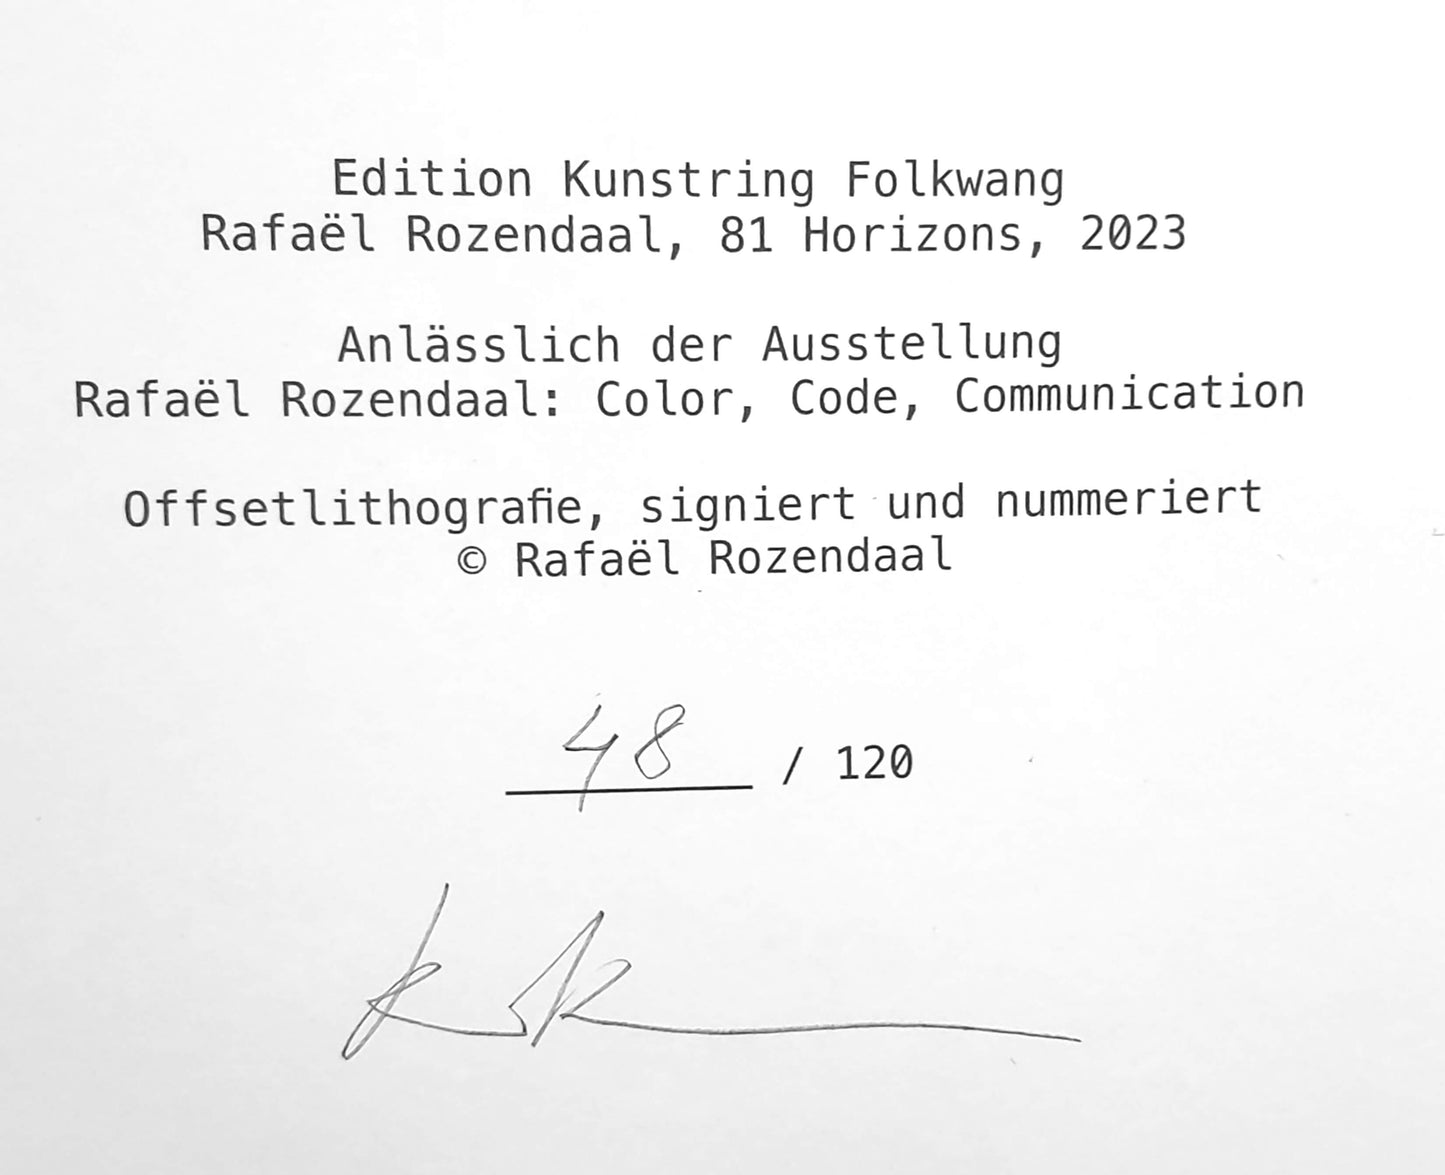 Edition Kunstring Folkwang
Rafaël Rozendaal, 81 Horizons, 2023
Anlässlich der Ausstellung
Rafaël Rozendaal: Color, Code, Communication
Offsetlithografie, signiert und nummeriert
© Rafaël Rozendaal
48 / 120